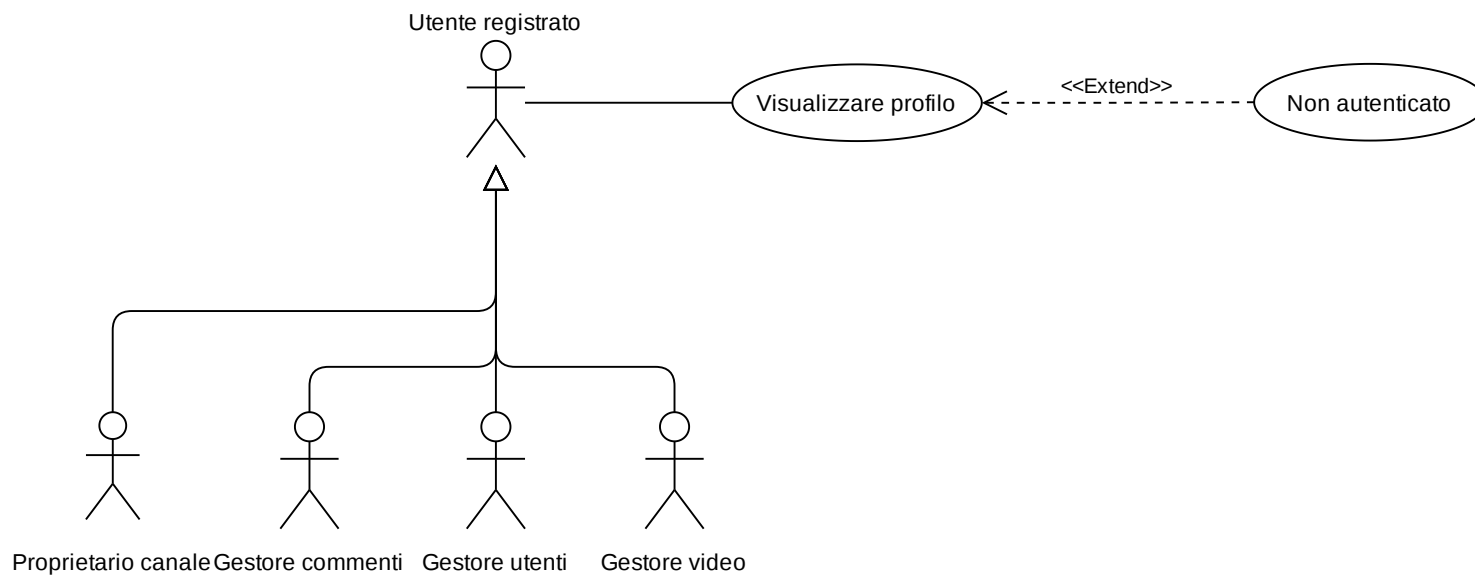 Utente registrato
Visualizzare profilo
<<Extend>>
Non autenticato
Proprietario canale
Gestore commenti
Gestore utenti
Gestore video